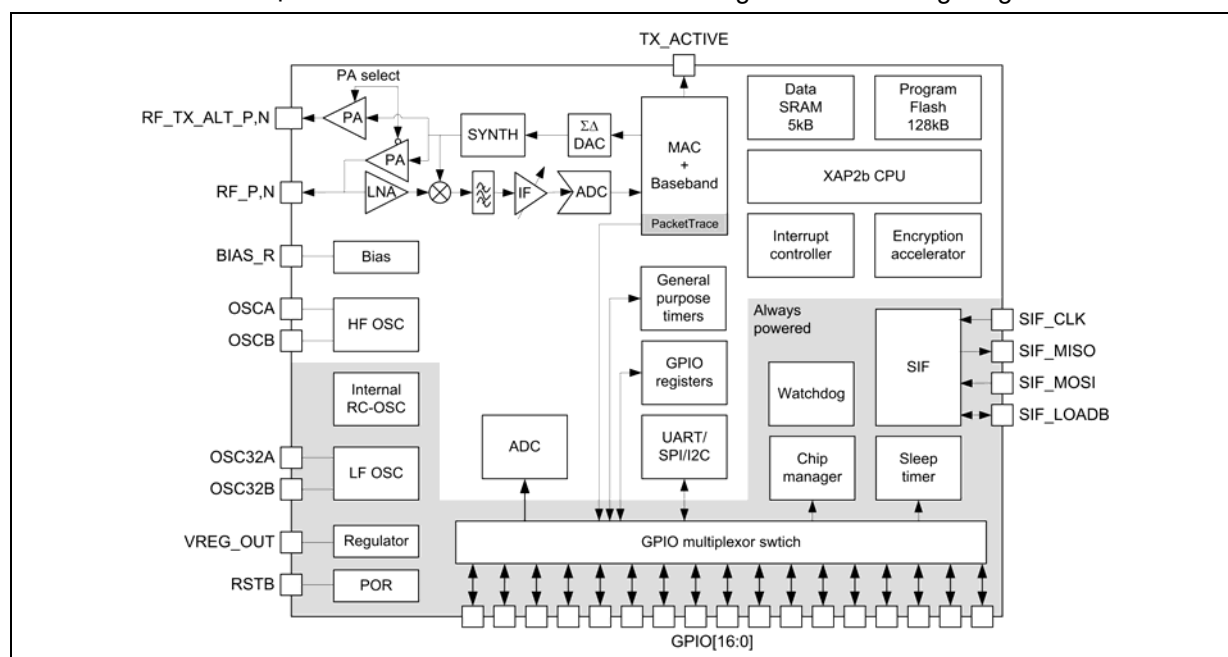 TX_ACTIVE
PA select
RF_TX_ALT_P,N
PA
PA
SYNTH
ΣΔ
DAC
MAC
+
Baseband
PacketTrace
RF_P,N
LNA
IF
ADC
Data
SRAM
5kB
Program
Flash
128kB
XAP2b CPU
Interrupt
controller
Encryption
accelerator
BIAS_R
Bias
OSCA
OSCB
HF OSC
General
purpose
timers
GPIO
registers
UART/
SPI/I2C
ADC
Always
powered
SIF
SIF_CLK
SIF_MISO
SIF_MOSI
SIF_LOADB
Watchdog
Chip
manager
Sleep
timer
Internal
RC-OSC
OSC32A
OSC32B
LF OSC
VREG_OUT
Regulator
RSTB
POR
GPIO multiplexor swtich
GPIO[16:0]